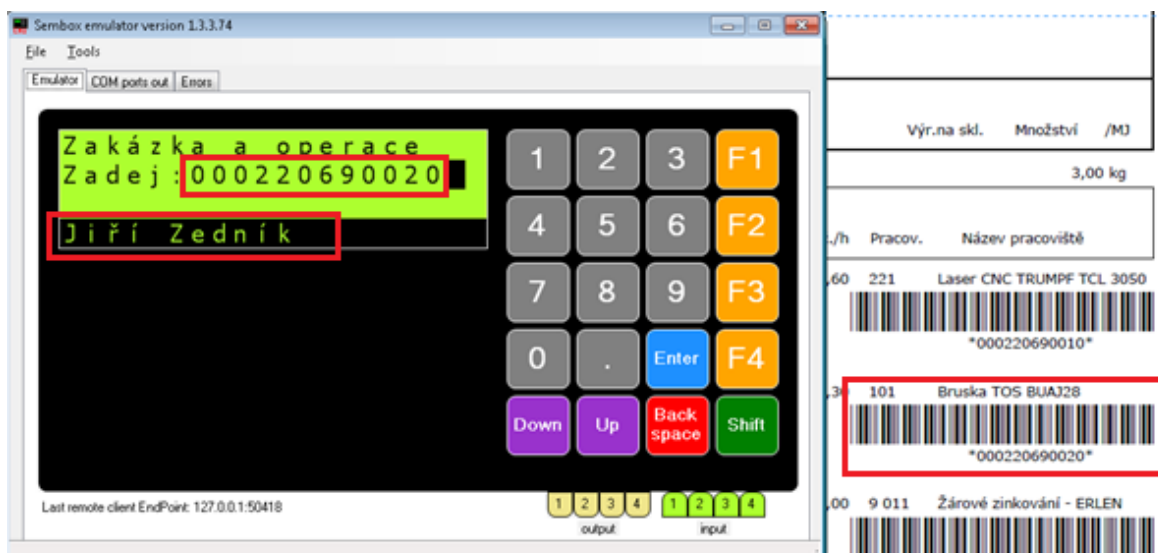 Sembox emulator version 1.3.3.74
File Tools
Emulator COM ports out Errors
Zakázka a operace
Zadej:000220690020
Jiří Zedník
1 2 3 F1
4 5 6 F2
7 8 9 F3
0 . Enter F4
Down Up Back space Shift
Last remote client EndPoint: 127.0.0.1:50418
1 2 3 4 1 2 3 4
output input
Výr.na skl. Množství /MJ
3,00 kg
./h Pracov. Název pracoviště
,60 221 Laser CNC TRUMPF TCL 3050
*000220690010*
,30 101 Bruska TOS BUAJ28
*000220690020*
,00 9 011 Žárové zinkování - ERLEN